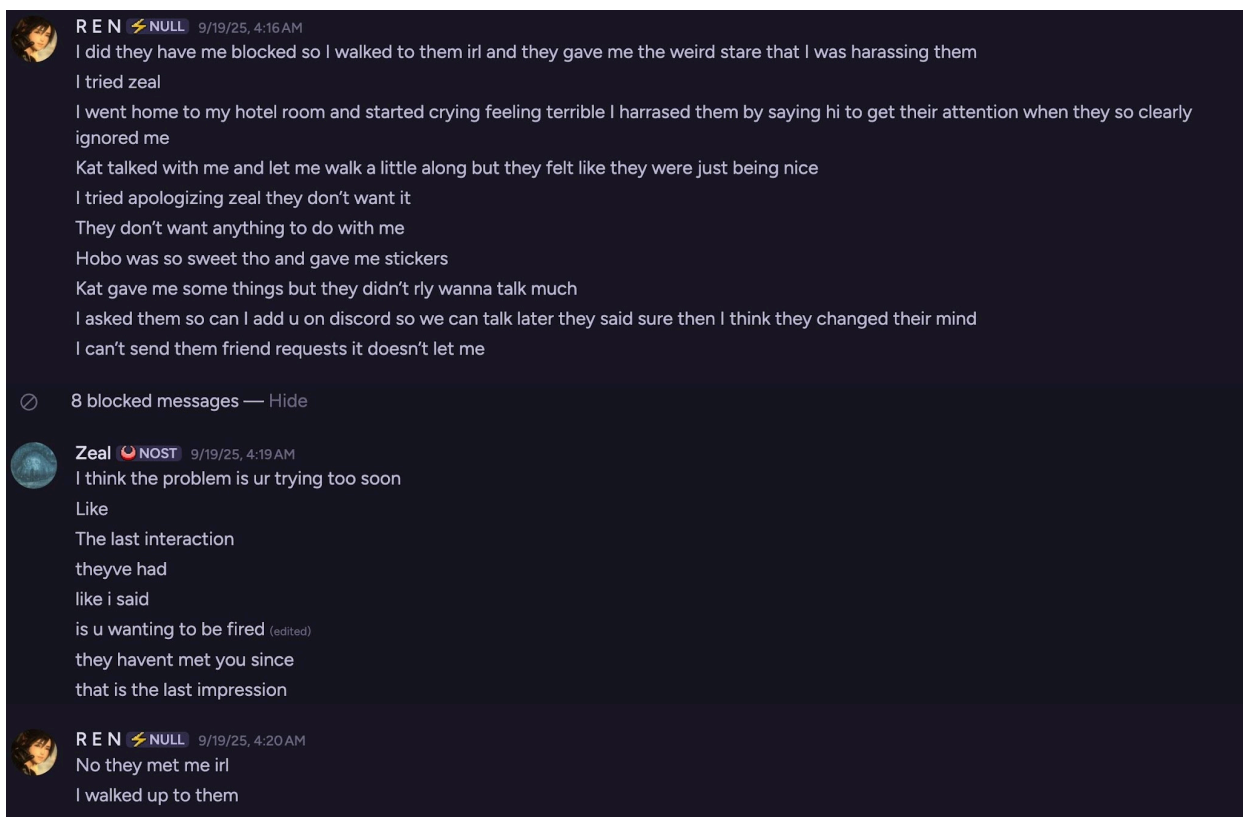 R E N ⚡NULL 9/19/25, 4:16 AM
I did they have me blocked so I walked to them irl and they gave me the weird stare that I was harassing them
I tried zeal
I went home to my hotel room and started crying feeling terrible I harrased them by saying hi to get their attention when they so clearly
ignored me
Kat talked with me and let me walk a little along but they felt like they were just being nice
I tried apologizing zeal they don't want it
They don't want anything to do with me
Hobo was so sweet tho and gave me stickers
Kat gave me some things but they didn't rly wanna talk much
I asked them so can I add u on discord so we can talk later they said sure then I think they changed their mind
I can't send them friend requests it doesn't let me
8 blocked messages — Hide
Zeal NOST 9/19/25, 4:19 AM
I think the problem is ur trying too soon
Like
The last interaction
theyve had
like i said
is u wanting to be fired (edited)
they havent met you since
that is the last impression
R E N ⚡NULL 9/19/25, 4:20 AM
No they met me irl
I walked up to them